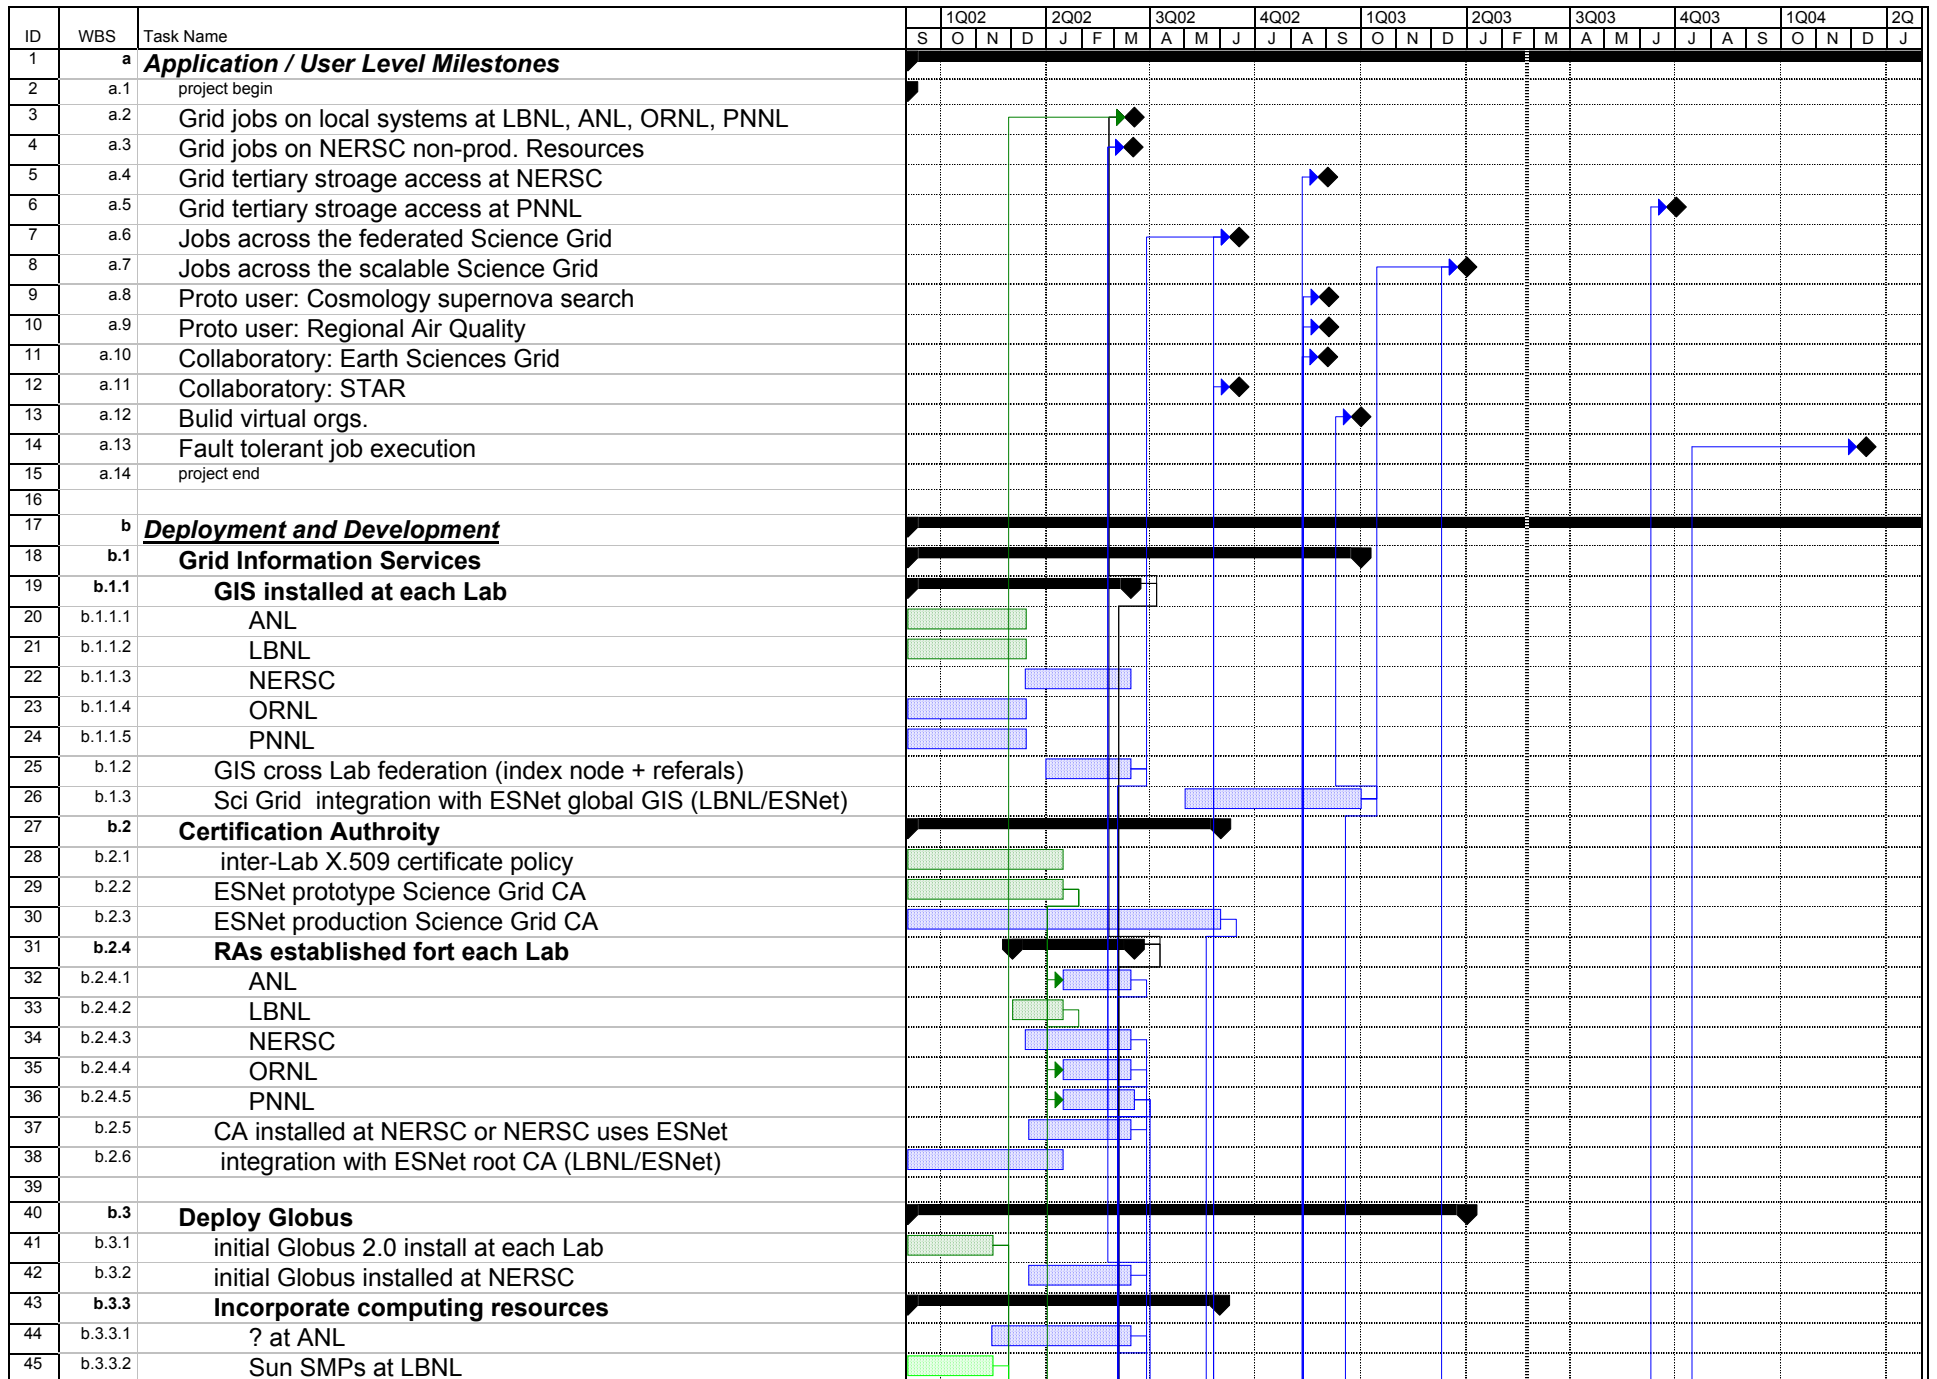 1Q02 2Q02 3Q02 4Q02 1Q03 2Q03 3Q03 4Q03 1Q04 2Q
ID WBS Task Name S O N D J F M A M J J A S O N D J F M A M J J A S O N D J
1 a Application / User Level Milestones
2 a.1 project begin
3 a.2 Grid jobs on local systems at LBNL, ANL, ORNL, PNNL
4 a.3 Grid jobs on NERSC non-prod. Resources
5 a.4 Grid tertiary stroage access at NERSC
6 a.5 Grid tertiary stroage access at PNNL
7 a.6 Jobs across the federated Science Grid
8 a.7 Jobs across the scalable Science Grid
9 a.8 Proto user: Cosmology supernova search
10 a.9 Proto user: Regional Air Quality
11 a.10 Collaboratory: Earth Sciences Grid
12 a.11 Collaboratory: STAR
13 a.12 Bulid virtual orgs.
14 a.13 Fault tolerant job execution
15 a.14 project end
16
17 b Deployment and Development
18 b.1 Grid Information Services
19 b.1.1 GIS installed at each Lab
20 b.1.1.1 ANL
21 b.1.1.2 LBNL
22 b.1.1.3 NERSC
23 b.1.1.4 ORNL
24 b.1.1.5 PNNL
25 b.1.2 GIS cross Lab federation (index node + referals)
26 b.1.3 Sci Grid integration with ESNet global GIS (LBNL/ESNet)
27 b.2 Certification Authroity
28 b.2.1 inter-Lab X.509 certificate policy
29 b.2.2 ESNet prototype Science Grid CA
30 b.2.3 ESNet production Science Grid CA
31 b.2.4 RAs established fort each Lab
32 b.2.4.1 ANL
33 b.2.4.2 LBNL
34 b.2.4.3 NERSC
35 b.2.4.4 ORNL
36 b.2.4.5 PNNL
37 b.2.5 CA installed at NERSC or NERSC uses ESNet
38 b.2.6 integration with ESNet root CA (LBNL/ESNet)
39
40 b.3 Deploy Globus
41 b.3.1 initial Globus 2.0 install at each Lab
42 b.3.2 initial Globus installed at NERSC
43 b.3.3 Incorporate computing resources
44 b.3.3.1 ? at ANL
45 b.3.3.2 Sun SMPs at LBNL